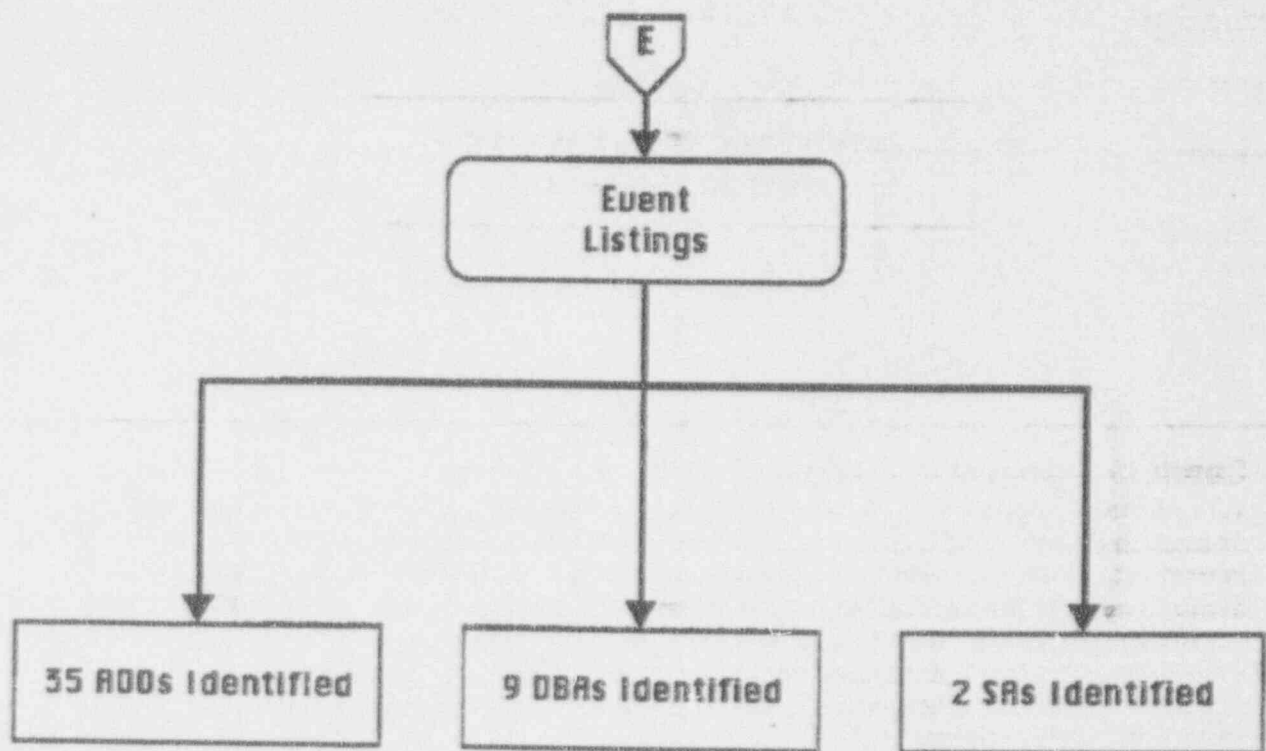 E
Event
Listings
35 AOOs Identified
9 DBAs Identified
2 SAs Identified